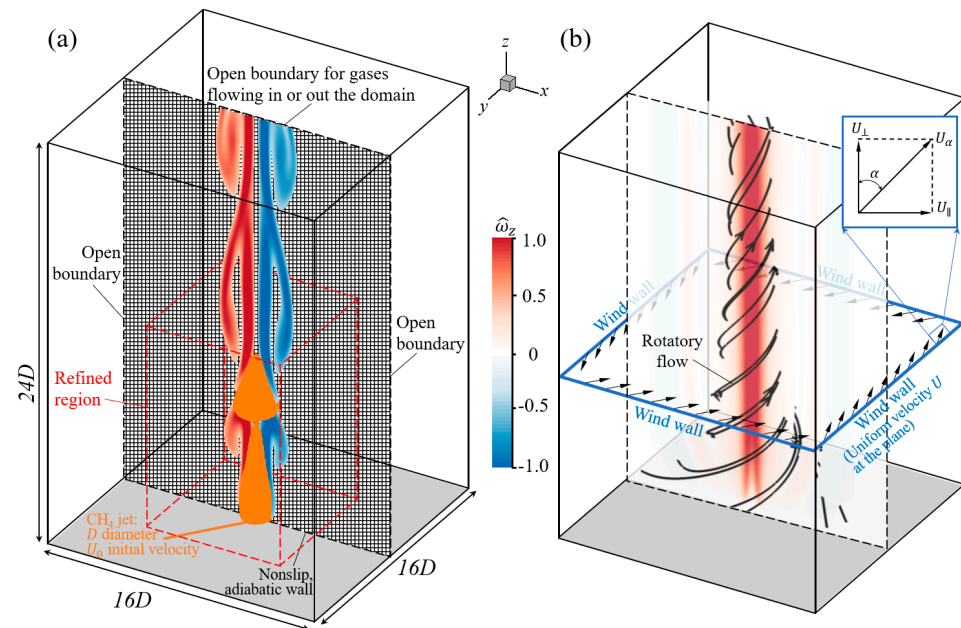 (a)
Open boundary for gases
flowing in or out the domain
z
y
x
Open
boundary
Open
boundary
24D
Refined
region
CH₄ jet:
D diameter
U₀ initial velocity
Nonslip,
adiabatic wall
16D
16D
ω̂_z
1.0
0.5
0
-0.5
-1.0
(b)
U⊥
U_α
α
U∥
Wind wall
Wind wall
Rotatory
flow
Wind wall
Wind wall
(Uniform velocity U
at the plane)